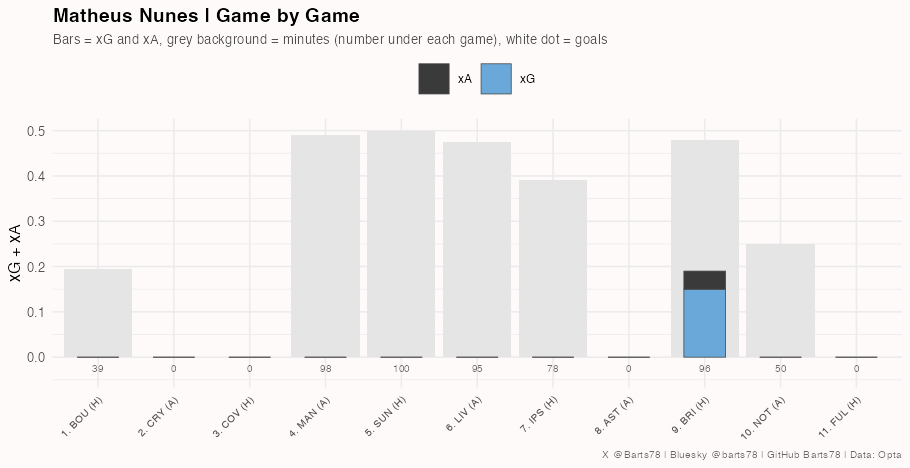 Matheus Nunes | Game by Game
Bars = xG and xA, grey background = minutes (number under each game), white dot = goals
xA xG
xG + xA
0.5
0.4
0.3
0.2
0.1
0.0
39 0 0 98 100 95 78 0 96 50 0
1. BOU (H)
2. CRY (A)
3. COV (H)
4. MAN (A)
5. SUN (H)
6. LIV (A)
7. IPS (H)
8. AST (A)
9. BRI (H)
10. NOT (A)
11. FUL (H)
X @Barts78 | Bluesky @barts78 | GitHub Barts78 | Data: Opta